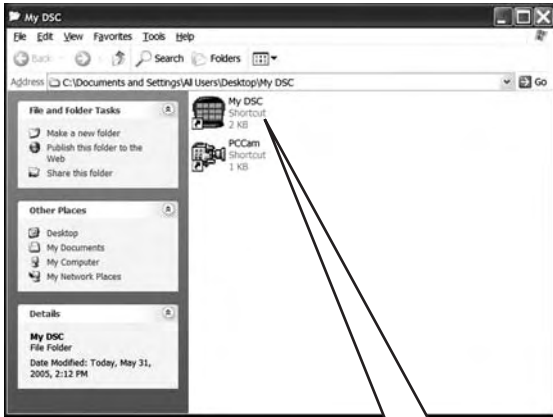 My DSC
File Edit View Favorites Tools Help
Back Search Folders
Address C:\Documents and Settings\All Users\Desktop\My DSC Go
File and Folder Tasks
Make a new folder
Publish this folder to the
Web
Share this folder
Other Places
Desktop
My Documents
My Computer
My Network Places
Details
My DSC
File Folder
Date Modified: Today, May 31,
2005, 2:12 PM
My DSC
Shortcut
2 KB
PCCam
Shortcut
1 KB